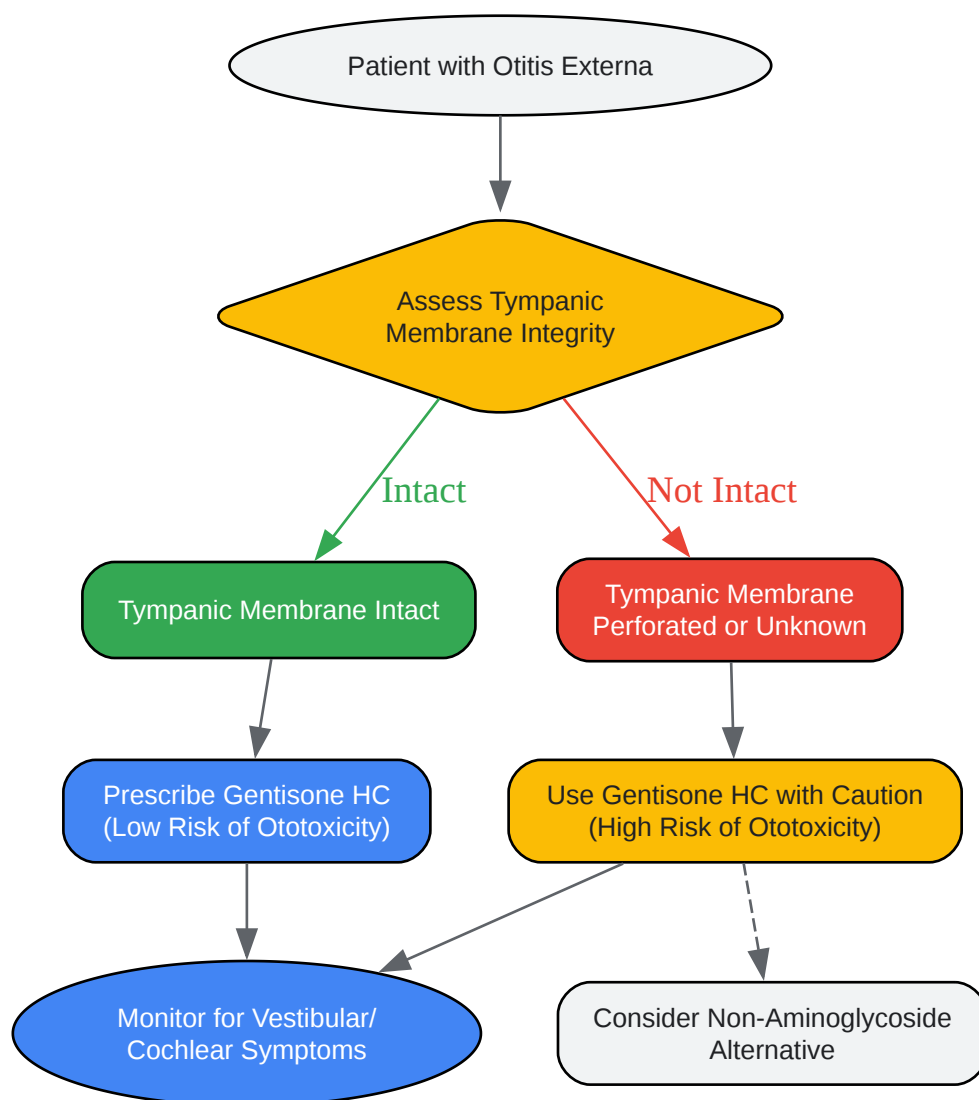 Patient with Otitis Externa
Assess Tympanic
Membrane Integrity
Intact
Not Intact
Tympanic Membrane Intact
Tympanic Membrane
Perforated or Unknown
Prescribe Gentisone HC
(Low Risk of Ototoxicity)
Use Gentisone HC with Caution
(High Risk of Ototoxicity)
Monitor for Vestibular/
Cochlear Symptoms
Consider Non-Aminoglycoside
Alternative